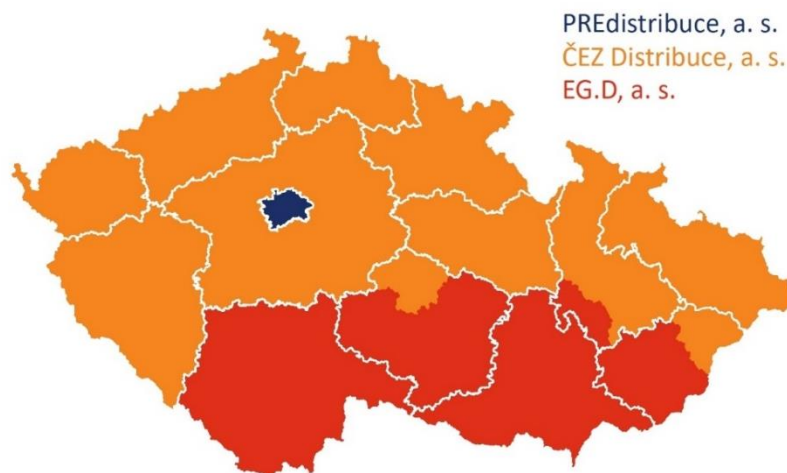 PREdistribuce, a. s.
ČEZ Distribuce, a. s.
EG.D, a. s.